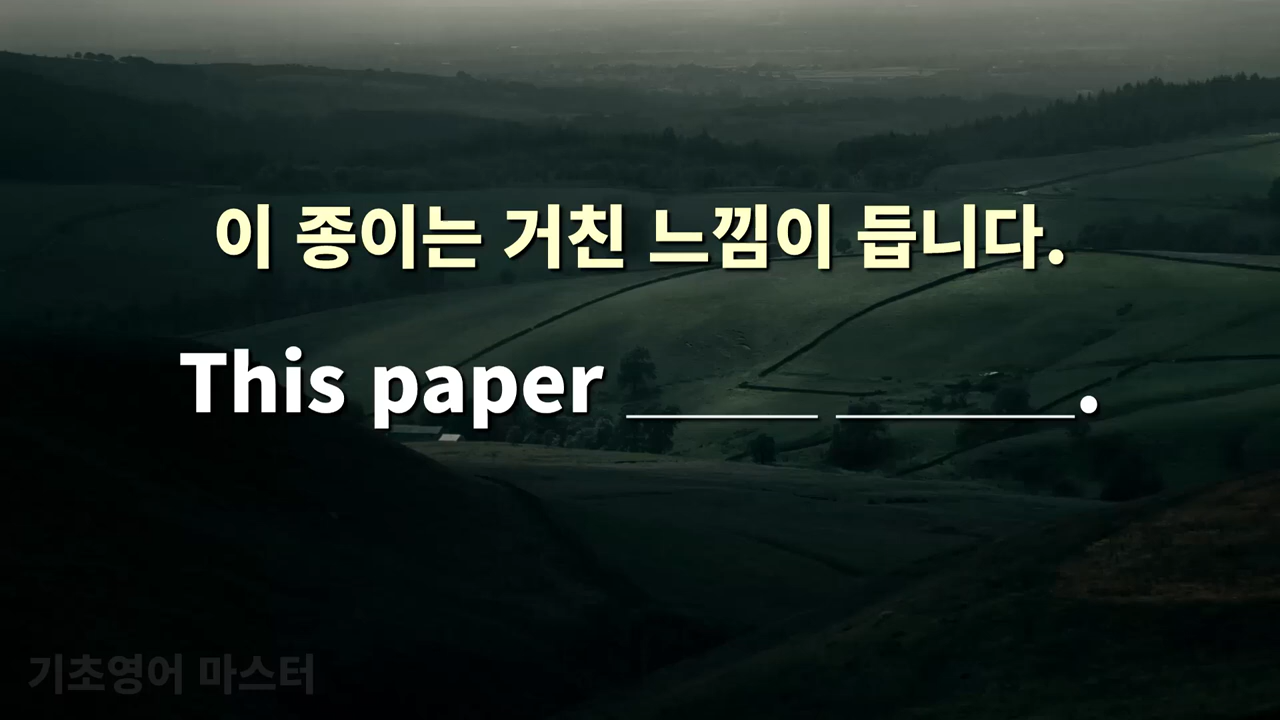 이 종이는 거친 느낌이 듭니다.
This paper _____ ______.
기초영어 마스터